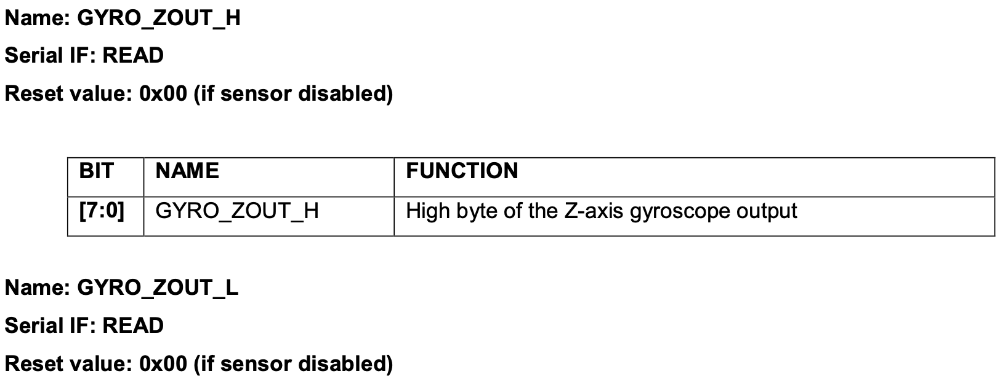 Name: GYRO_ZOUT_H
Serial IF: READ
Reset value: 0x00 (if sensor disabled)
BIT NAME FUNCTION
[7:0] GYRO_ZOUT_H High byte of the Z-axis gyroscope output
Name: GYRO_ZOUT_L
Serial IF: READ
Reset value: 0x00 (if sensor disabled)